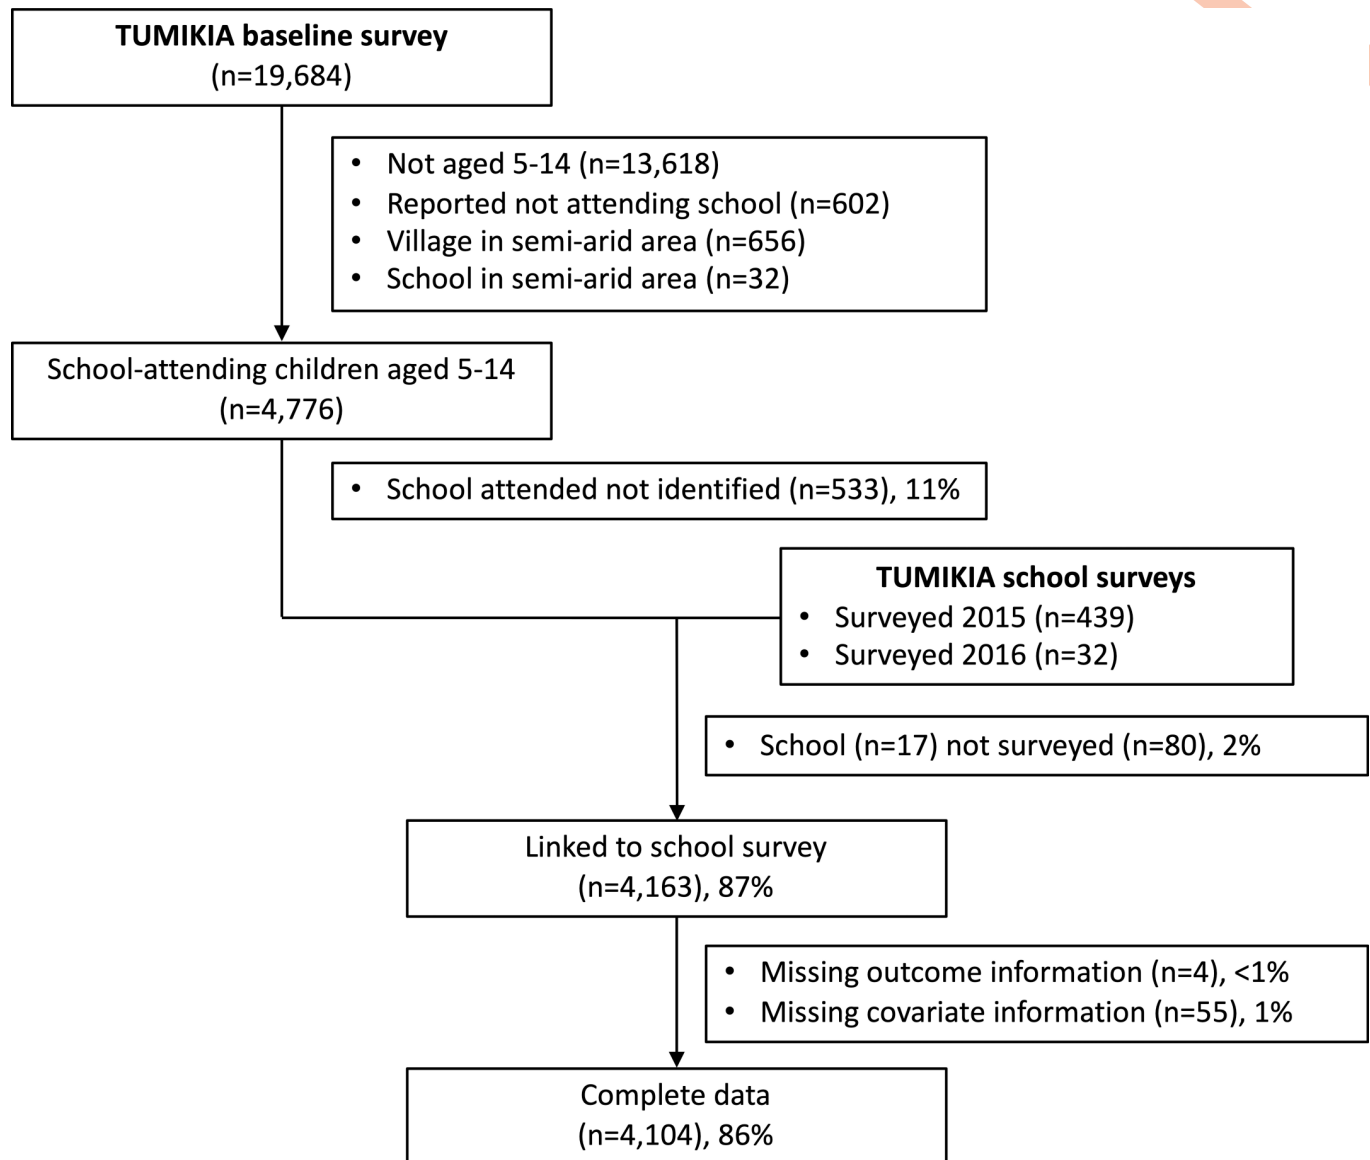 TUMIKIA baseline survey
(n=19,684)
• Not aged 5-14 (n=13,618)
• Reported not attending school (n=602)
• Village in semi-arid area (n=656)
• School in semi-arid area (n=32)
School-attending children aged 5-14
(n=4,776)
• School attended not identified (n=533), 11%
TUMIKIA school surveys
• Surveyed 2015 (n=439)
• Surveyed 2016 (n=32)
• School (n=17) not surveyed (n=80), 2%
Linked to school survey
(n=4,163), 87%
• Missing outcome information (n=4), <1%
• Missing covariate information (n=55), 1%
Complete data
(n=4,104), 86%